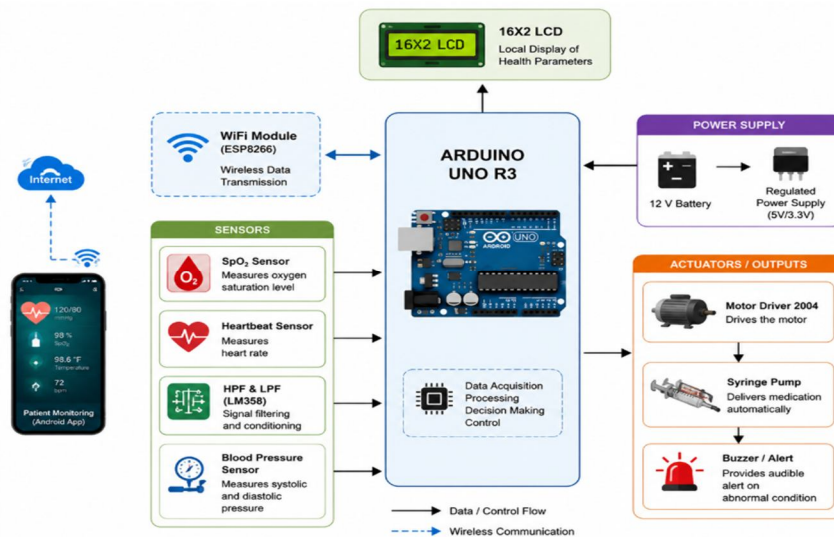 16X2 LCD
16X2 LCD
Local Display of
Health Parameters
WiFi Module
(ESP8266)
Wireless Data
Transmission
Internet
ARDUINO
UNO R3
UNO
POWER SUPPLY
12 V Battery
Regulated
Power Supply
(5V/3.3V)
SENSORS
SpO₂ Sensor
Measures oxygen
saturation level
O₂
Heartbeat Sensor
Measures
heart rate
HPF & LPF
(LM358)
Signal filtering
and conditioning
Blood Pressure
Sensor
Measures systolic
and diastolic
pressure
Data Acquisition
Processing
Decision Making
Control
ACTUATORS / OUTPUTS
Motor Driver 2004
Drives the motor
Syringe Pump
Delivers medication
automatically
Buzzer / Alert
Provides audible
alert on
abnormal condition
120/80
98 %
SpO₂
98.6 °F
Temperature
72
Patient Monitoring
(Android App)
Data / Control Flow
Wireless Communication